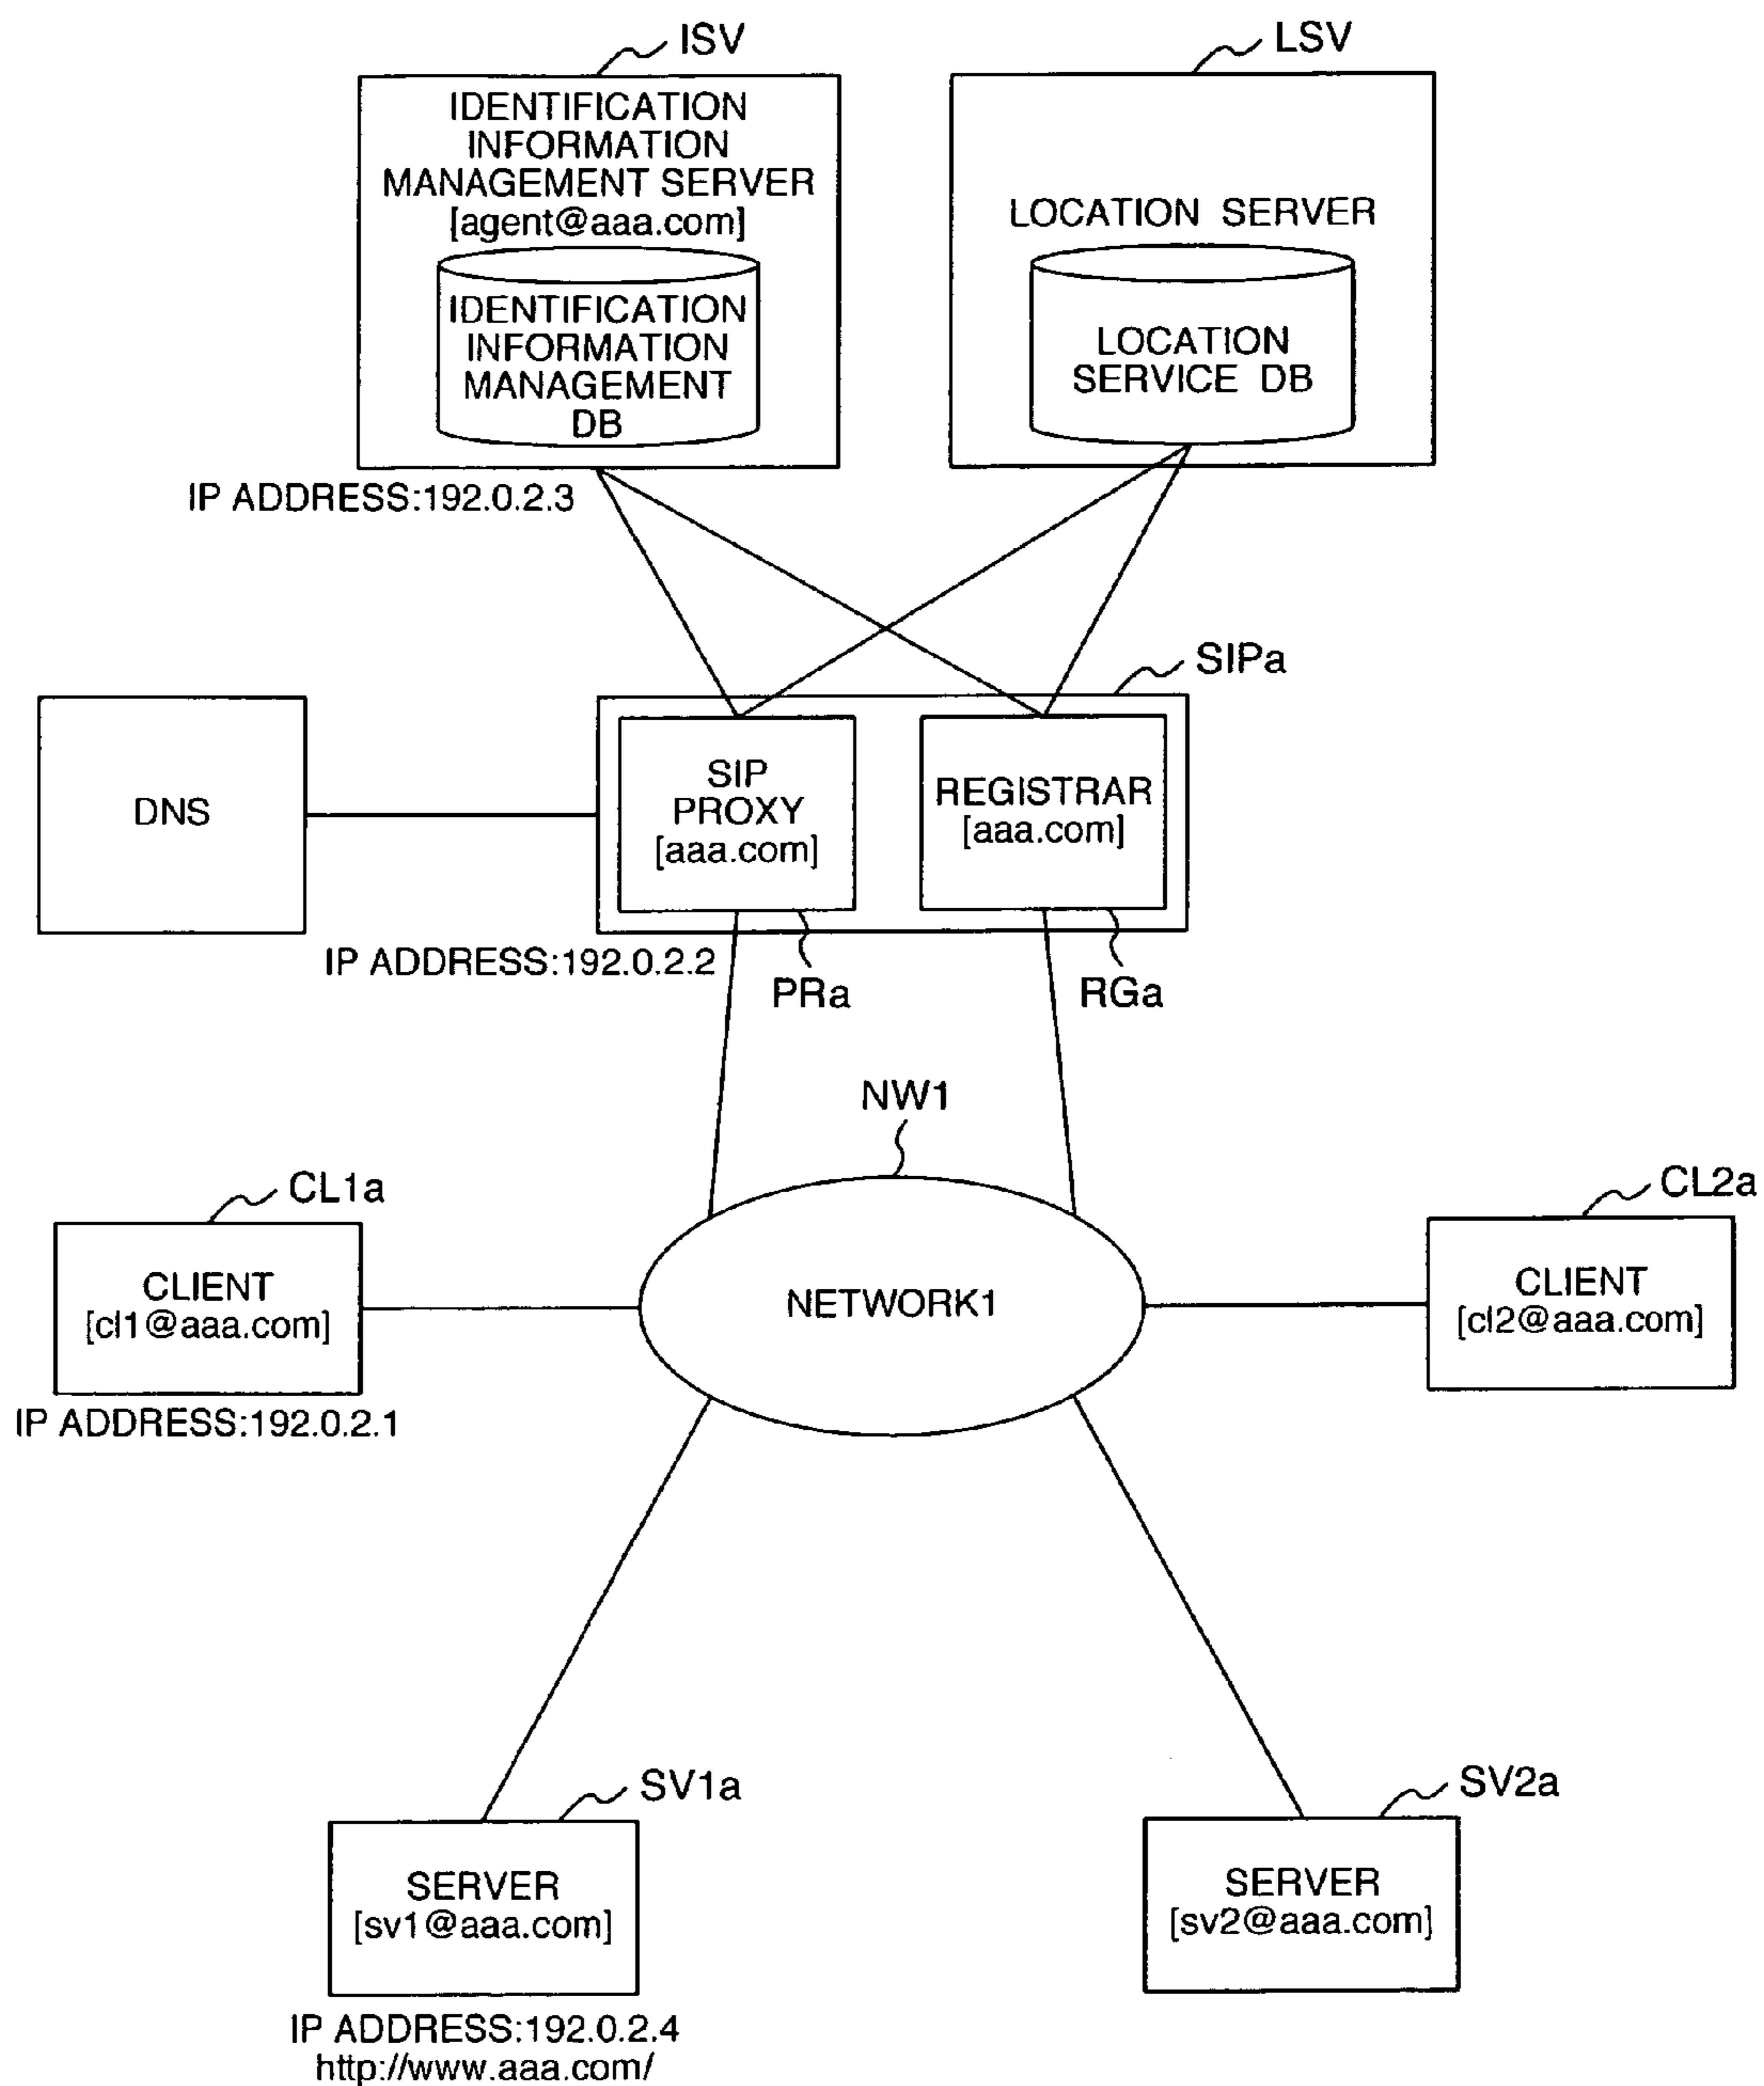 ISV
LSV
IDENTIFICATION
INFORMATION
MANAGEMENT SERVER
[agent@aaa.com]
IDENTIFICATION
INFORMATION
MANAGEMENT
DB
LOCATION SERVER
LOCATION
SERVICE DB
IP ADDRESS:192.0.2.3
SIPa
DNS
SIP
PROXY
[aaa.com]
REGISTRAR
[aaa.com]
IP ADDRESS:192.0.2.2
PRa
RGa
NW1
CL1a
CL2a
CLIENT
[cl1@aaa.com]
NETWORK1
CLIENT
[cl2@aaa.com]
IP ADDRESS:192.0.2.1
SV1a
SV2a
SERVER
[sv1@aaa.com]
SERVER
[sv2@aaa.com]
IP ADDRESS:192.0.2.4
http://www.aaa.com/